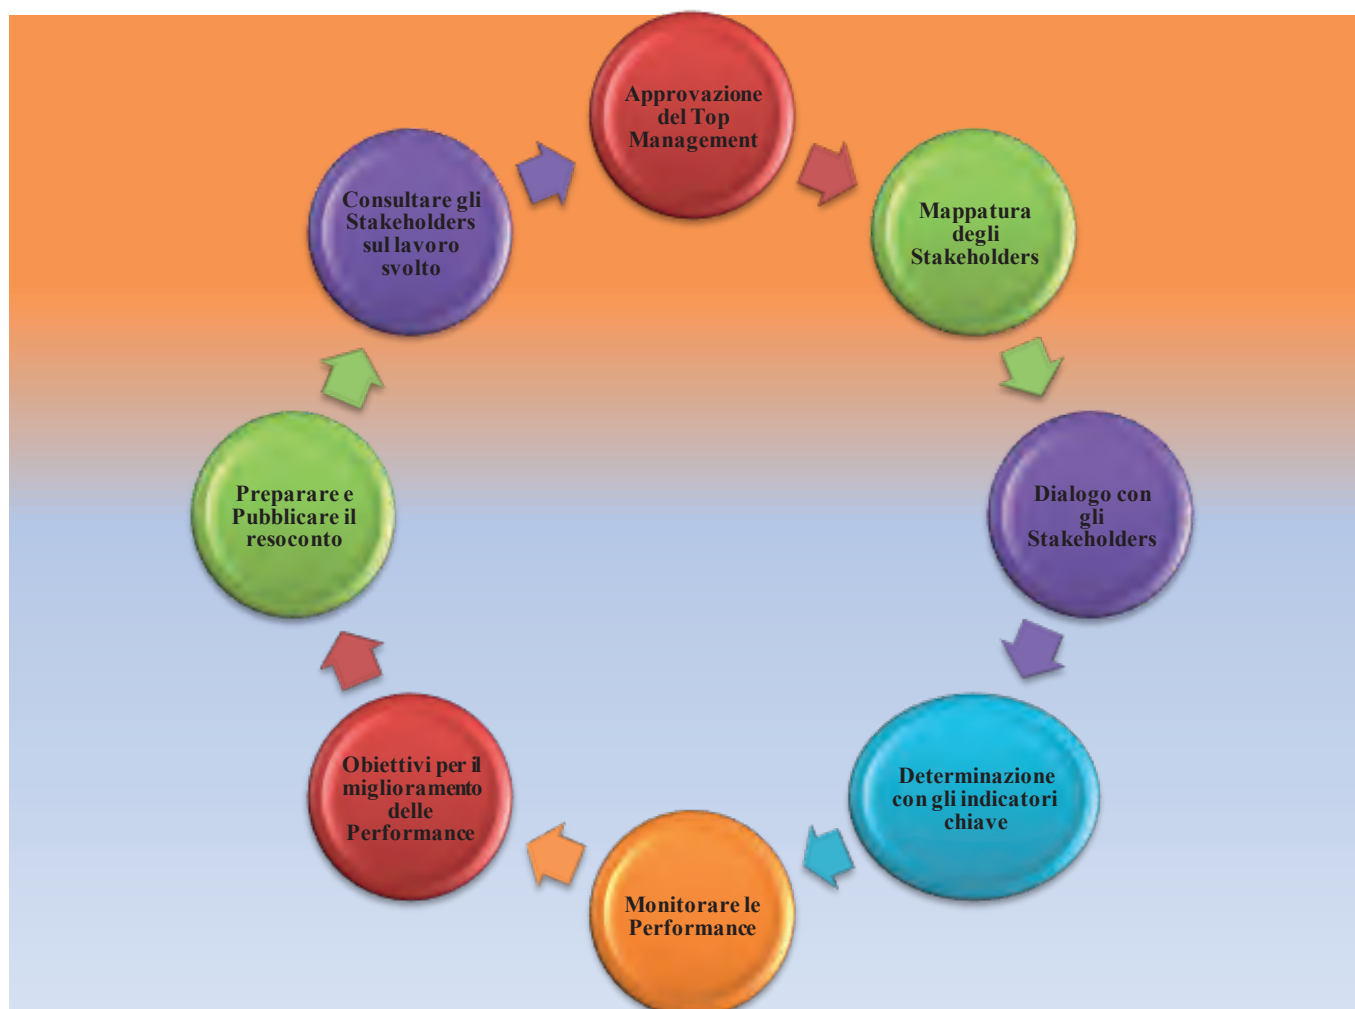 Approvazione
del Top
Management
Mappatura
degli
Stakeholders
Dialogo con
gli
Stakeholders
Determinazione
con gli indicatori
chiave
Monitorare le
Performance
Obiettivi per il
miglioramento
delle
Performance
Preparare e
Pubblicare il
resoconto
Consultare gli
Stakeholders
sul lavoro
svolto